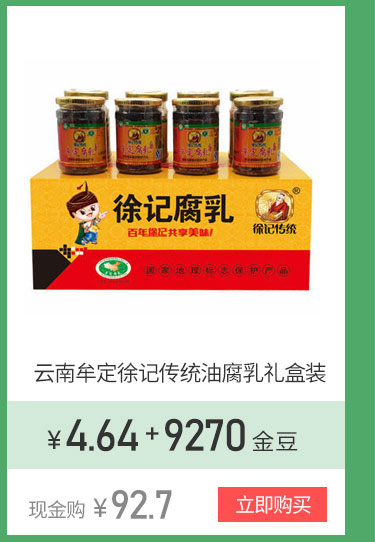 徐记腐乳
百年徐记共享美味!
徐记传统®
国家地理标志保护产品
云南牟定徐记传统油腐乳礼盒装
¥4.64+9270金豆
现金购 ¥92.7
立即购买